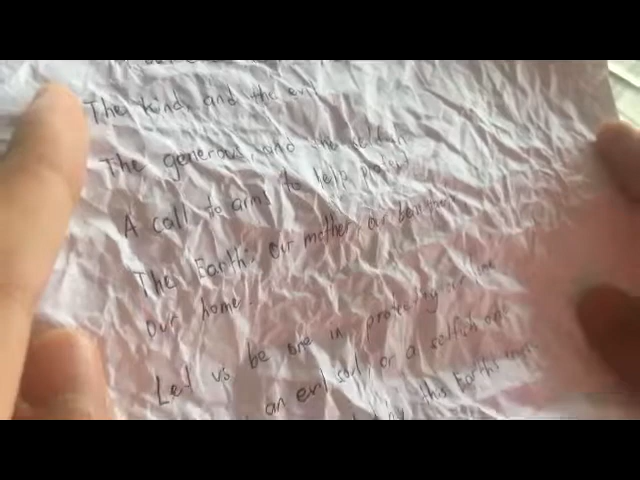 The kind, and the evil
The generous, and the selfish
A call to arms to help protect
The Earth: Our mother, our
Our home.
Let us be one in protecting our
an evil soul, or a selfish one
this Earth's